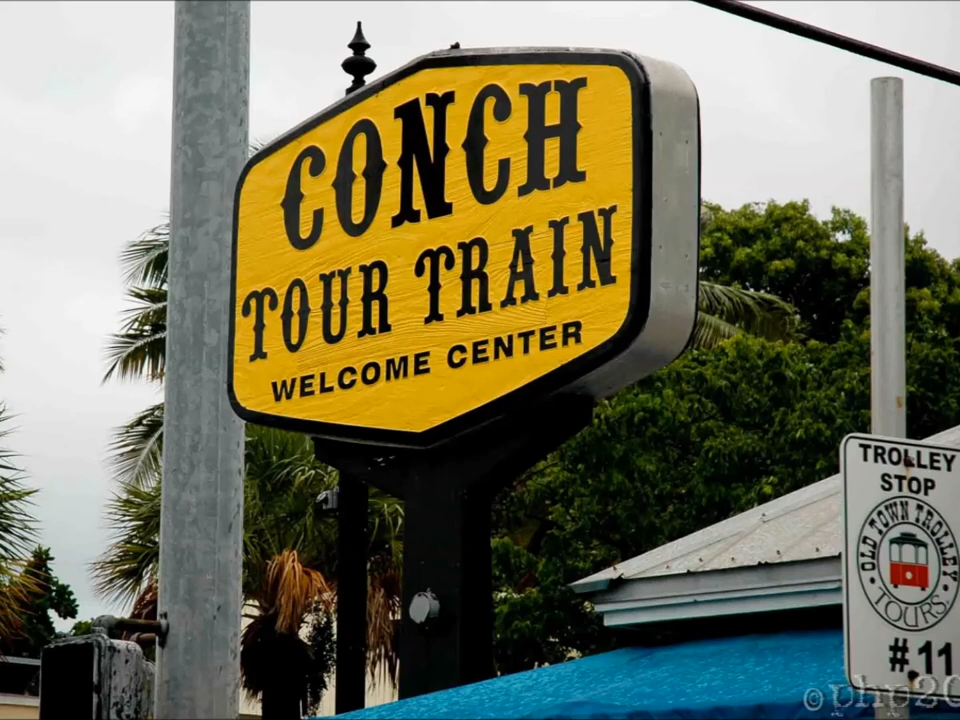 CONCH
TOUR TRAIN
WELCOME CENTER
TROLLEY
STOP
OLD TOWN TROLLEY
TOURS
#11